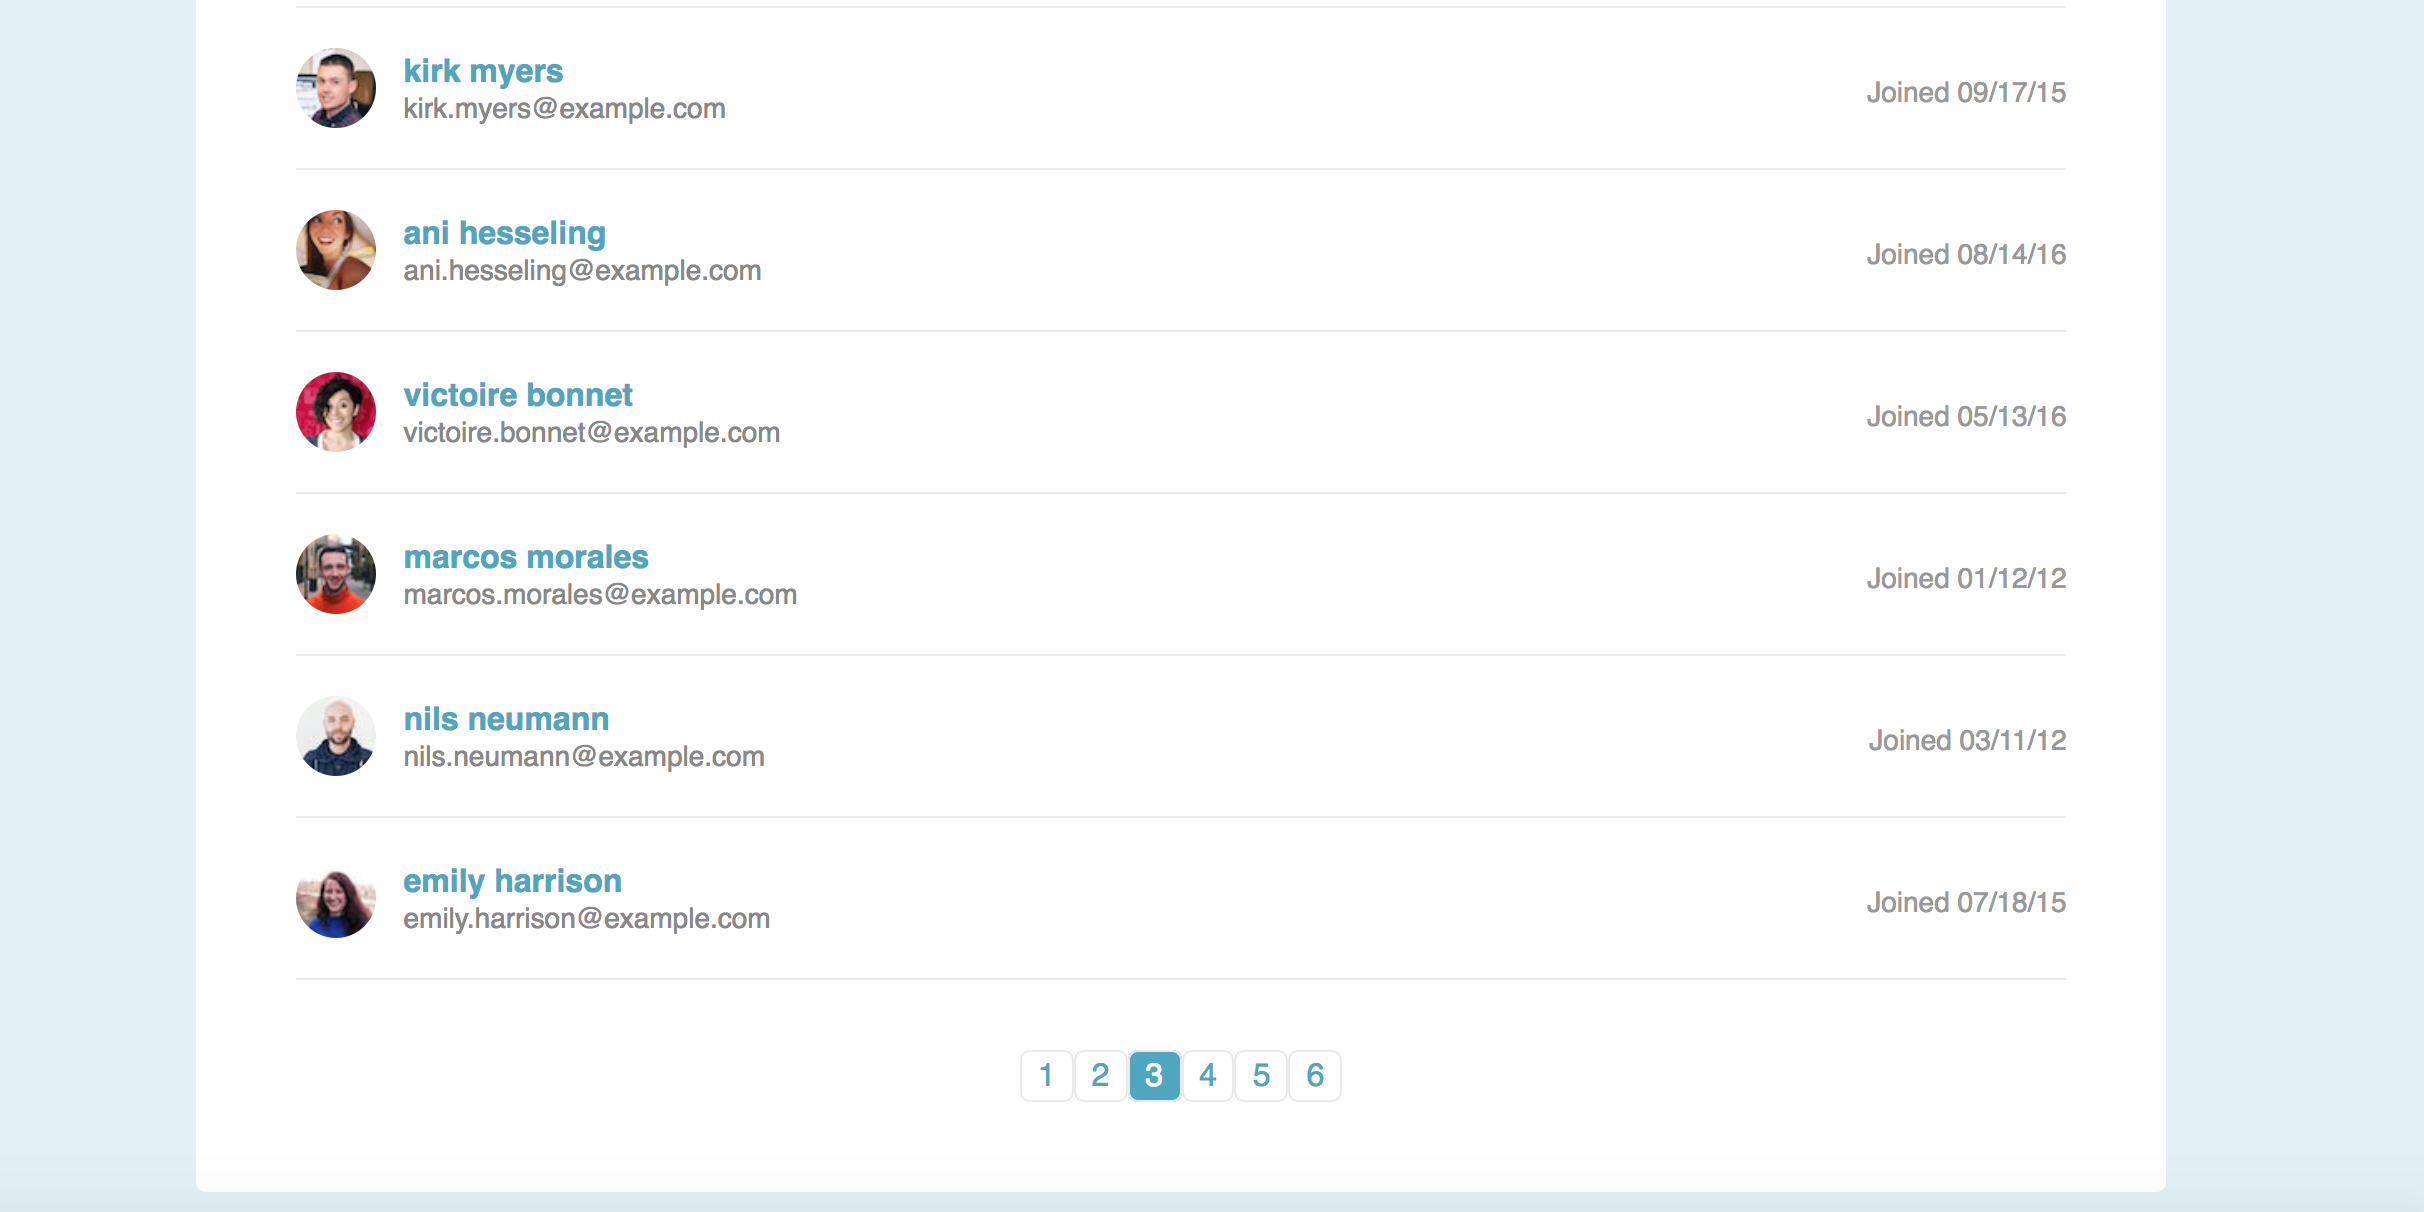 kirk myers
kirk.myers@example.com
Joined 09/17/15
ani hesseling
ani.hesseling@example.com
Joined 08/14/16
victoire bonnet
victoire.bonnet@example.com
Joined 05/13/16
marcos morales
marcos.morales@example.com
Joined 01/12/12
nils neumann
nils.neumann@example.com
Joined 03/11/12
emily harrison
emily.harrison@example.com
Joined 07/18/15
1 2 3 4 5 6